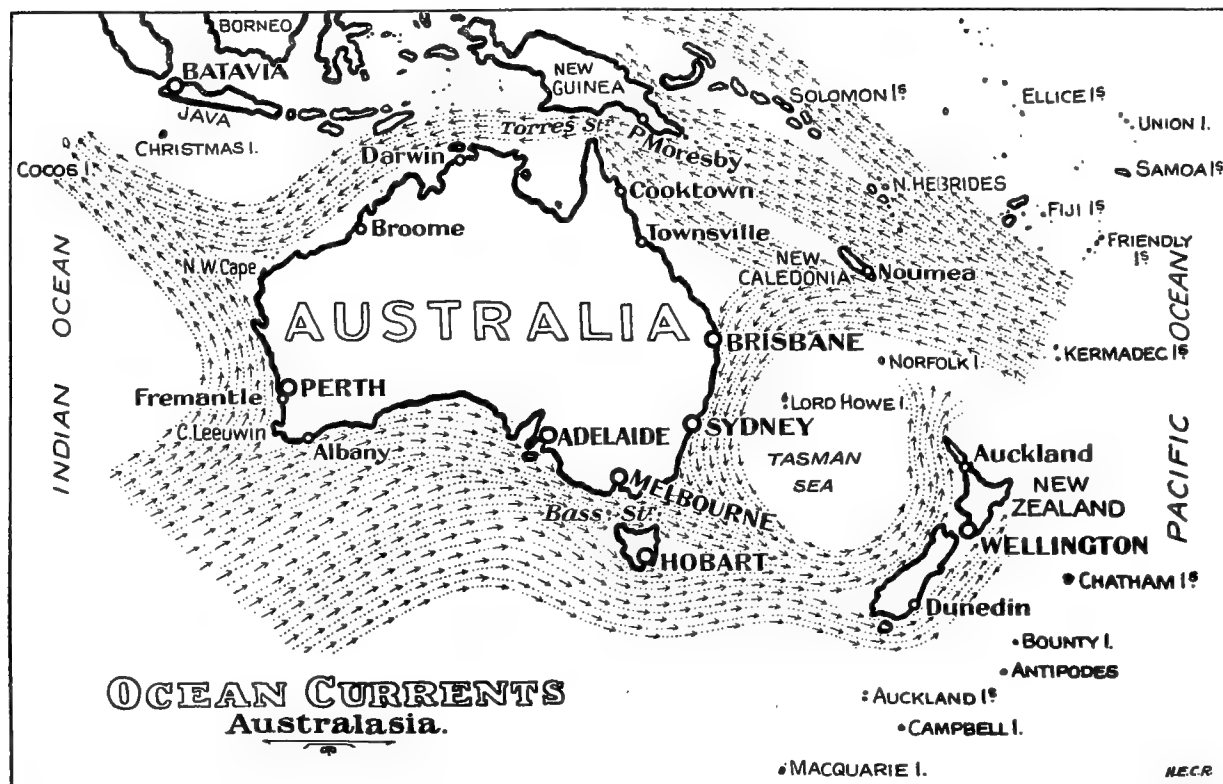 BORNEO
BATAVIA
JAVA
CHRISTMAS I.
COCOS I.
NEW
GUINEA
SOLOMON Is
ELLICE Is
UNION I.
SAMOA Is
Torres Str.
P. Moresby
Darwin
Cooktown
N. HEBRIDES
FIJI Is
FRIENDLY
Is
Broome
Townsville
NEW
CALEDONIA
Noumea
N.W. Cape
INDIAN OCEAN
AUSTRALIA
BRISBANE
NORFOLK I.
KERMADEC Is
PACIFIC OCEAN
PERTH
Fremantle
C. Leeuwin
Albany
ADELAIDE
LORD HOWE I.
SYDNEY
TASMAN
SEA
Auckland
NEW
ZEALAND
MELBOURNE
Bass Str.
HOBART
WELLINGTON
CHATHAM Is
Dunedin
BOUNTY I.
ANTIPODES
AUCKLAND Is
CAMPBELL I.
MACQUARIE I.
OCEAN CURRENTS
Australasia.
H.E.C.R.